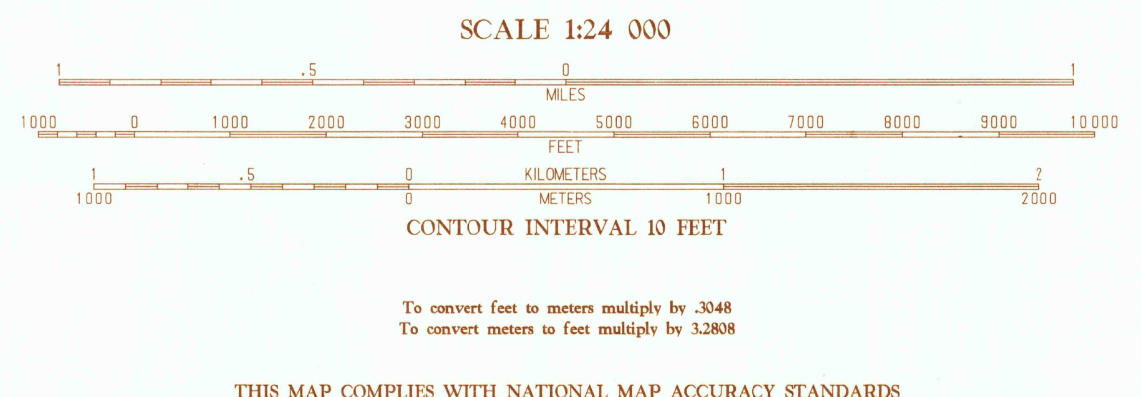 SCALE 1:24 000
1 .5 0 1
MILES
1000 0 1000 2000 3000 4000 5000 6000 7000 8000 9000 10 000
FEET
1 .5 0 KILOMETERS 1 2
1000 0 METERS 1000 2000
CONTOUR INTERVAL 10 FEET
To convert feet to meters multiply by .3048
To convert meters to feet multiply by 3.2808
THIS MAP COMPLIES WITH NATIONAL MAP ACCURACY STANDARDS